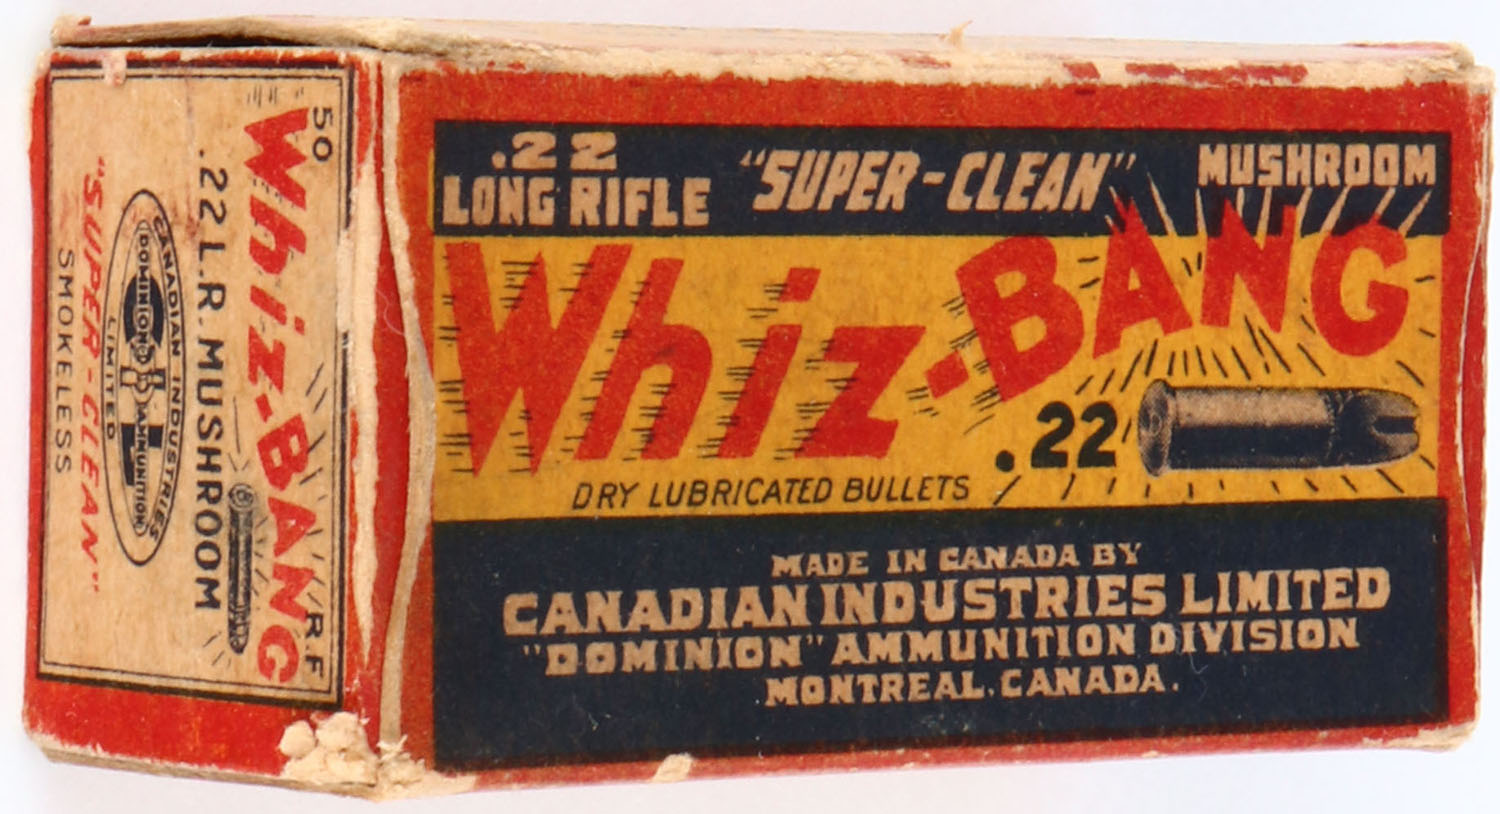 .22
LONG RIFLE
"SUPER-CLEAN"
MUSHROOM
Whiz-BANG
.22
DRY LUBRICATED BULLETS
MADE IN CANADA BY
CANADIAN INDUSTRIES LIMITED
"DOMINION" AMMUNITION DIVISION
MONTREAL, CANADA.
50 R.F.
Whiz-BANG
.22 L.R. MUSHROOM
CANADIAN INDUSTRIES
DOMINION AMMUNITION
LIMITED
"SUPER-CLEAN"
SMOKELESS